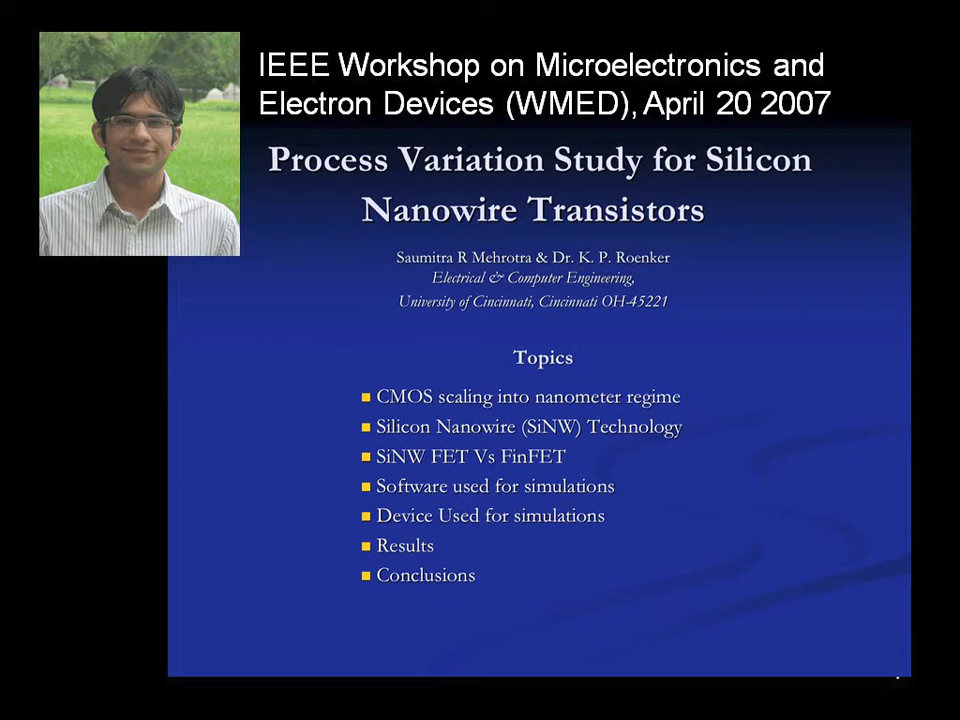 IEEE Workshop on Microelectronics and
Electron Devices (WMED), April 20 2007
Process Variation Study for Silicon
Nanowire Transistors
Saumitra R Mehrotra & Dr. K. P. Roenker
Electrical & Computer Engineering,
University of Cincinnati, Cincinnati OH-45221
Topics
CMOS scaling into nanometer regime
Silicon Nanowire (SiNW) Technology
SiNW FET Vs FinFET
Software used for simulations
Device Used for simulations
Results
Conclusions